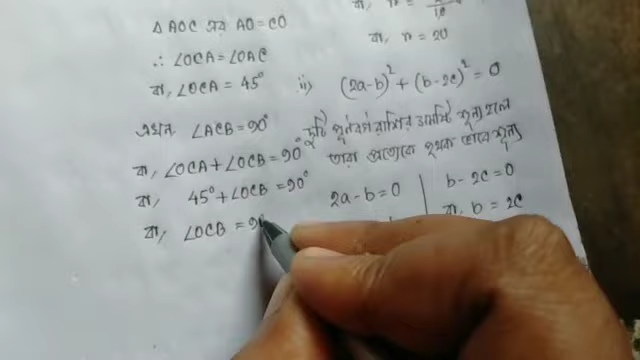 Δ AOC এর AO = CO
∴ ∠OCA = ∠OAC
বা, ∠OCA = 45°
এখন ∠ACB = 90°
বা, ∠OCA + ∠OCB = 90°
বা, 45° + ∠OCB = 90°
বা, ∠OCB = 9
বা, n = 20
ii) (2a-b)² + (b-2c)² = 0
দুটি পূর্ণবর্গ রাশির সমষ্টি শূন্য হলে
তারা প্রত্যেকে পৃথক ভাবে শূন্য
2a - b = 0
b - 2c = 0
বা, b = 2c